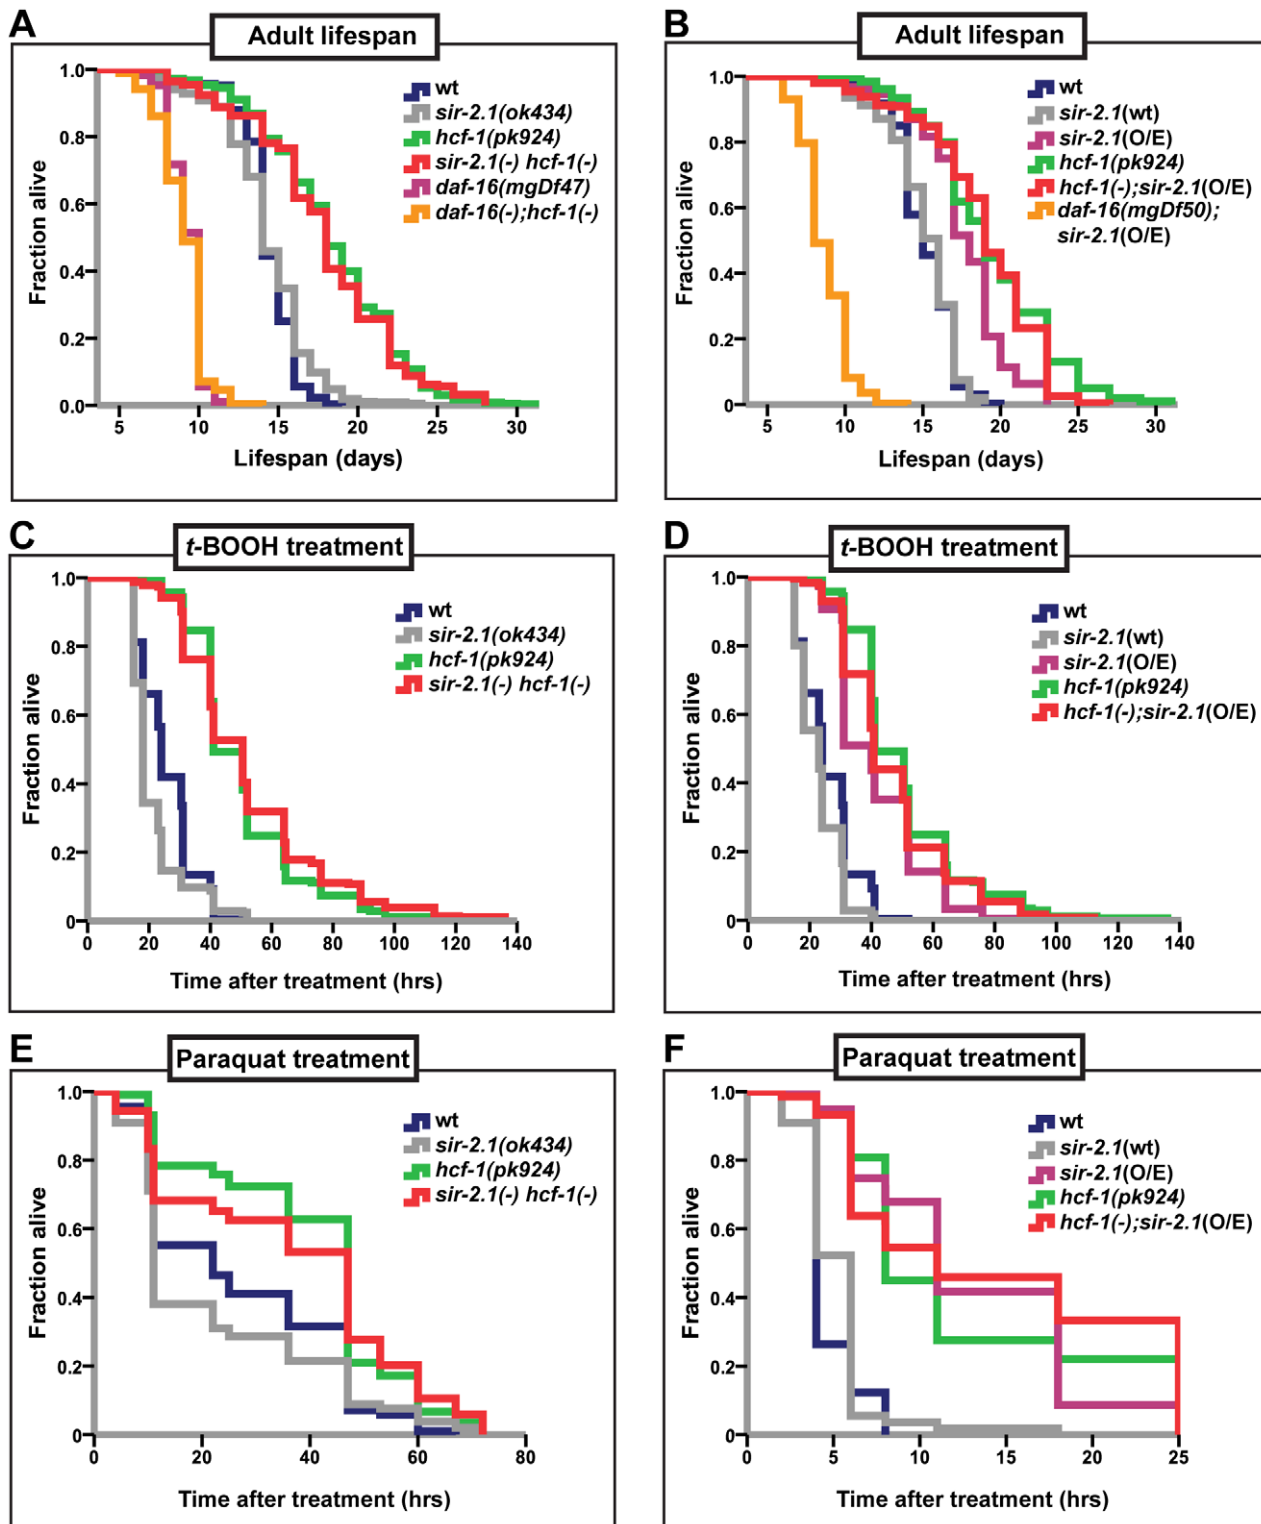 A
Adult lifespan
Fraction alive
1.0
0.8
0.6
0.4
0.2
0.0
5
10
15
20
25
30
Lifespan (days)
wt
sir-2.1(ok434)
hcf-1(pk924)
sir-2.1(-) hcf-1(-)
daf-16(mgDf47)
daf-16(-);hcf-1(-)
B
Adult lifespan
Fraction alive
1.0
0.8
0.6
0.4
0.2
0
5
10
15
20
25
30
Lifespan (days)
wt
sir-2.1(wt)
sir-2.1(O/E)
hcf-1(pk924)
hcf-1(-);sir-2.1(O/E)
daf-16(mgDf50);
sir-2.1(O/E)
C
t-BOOH treatment
Fraction alive
1.0
0.8
0.6
0.4
0.2
0
0
20
40
60
80
100
120
140
Time after treatment (hrs)
wt
sir-2.1(ok434)
hcf-1(pk924)
sir-2.1(-) hcf-1(-)
D
t-BOOH treatment
Fraction alive
1.0
0.8
0.6
0.4
0.2
0
0
20
40
60
80
100
120
140
Time after treatment (hrs)
wt
sir-2.1(wt)
sir-2.1(O/E)
hcf-1(pk924)
hcf-1(-);sir-2.1(O/E)
E
Paraquat treatment
Fraction alive
1.0
0.8
0.6
0.4
0.2
0
0
20
40
60
80
Time after treatment (hrs)
wt
sir-2.1(ok434)
hcf-1(pk924)
sir-2.1(-) hcf-1(-)
F
Paraquat treatment
Fraction alive
1.0
0.8
0.6
0.4
0.2
0
0
5
10
15
20
25
Time after treatment (hrs)
wt
sir-2.1(wt)
sir-2.1(O/E)
hcf-1(pk924)
hcf-1(-);sir-2.1(O/E)